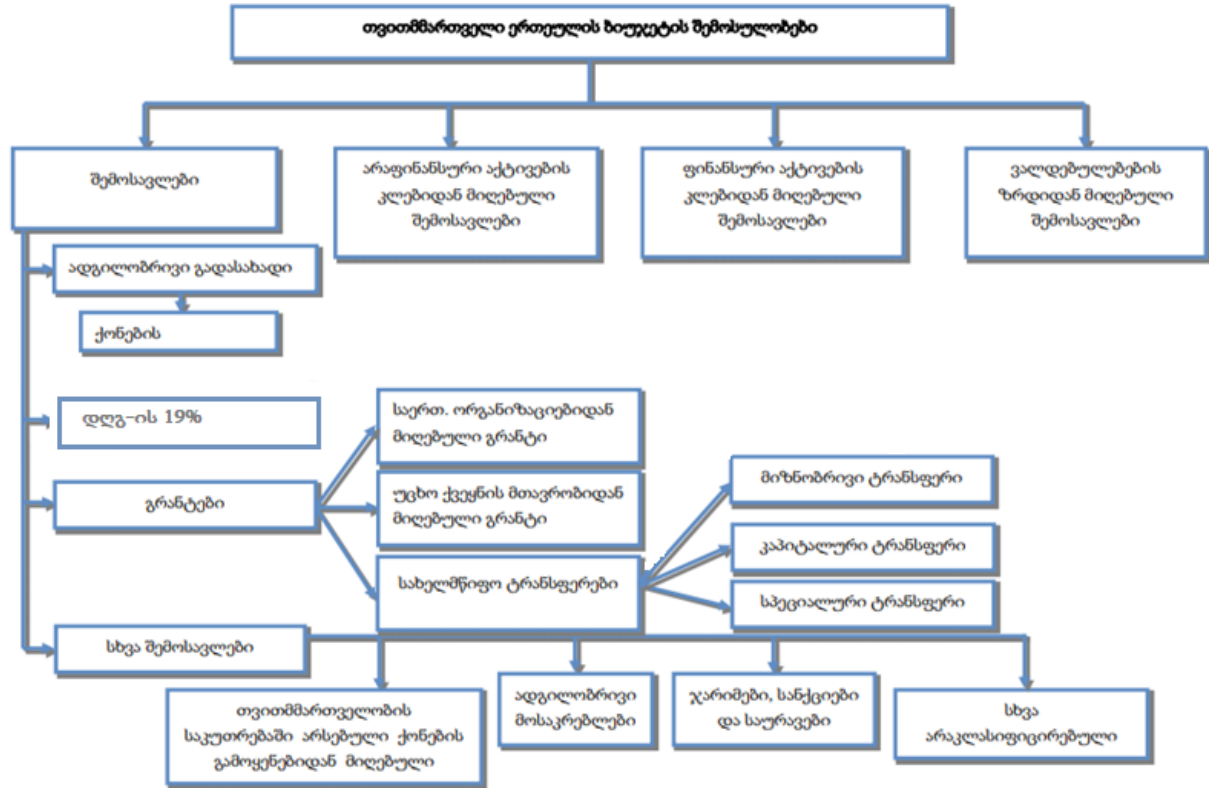 თვითმმართველი ერთეულის ბიუჯეტის შემოსულობები
შემოსავლები
არაფინანსური აქტივების
კლებიდან მიღებული
შემოსავლები
ფინანსური აქტივების
კლებიდან მიღებული
შემოსავლები
ვალდებულებების
ზრდიდან მიღებული
შემოსავლები
ადგილობრივი გადასახადი
ქონების
დღგ-ის 19%
გრანტები
საერთ. ორგანიზაციებიდან
მიღებული გრანტი
უცხო ქვეყნის მთავრობიდან
მიღებული გრანტი
სახელმწიფო ტრანსფერები
მიზნობრივი ტრანსფერი
კაპიტალური ტრანსფერი
სპეციალური ტრანსფერი
სხვა შემოსავლები
თვითმმართველობის
საკუთრებაში არსებული ქონების
გამოყენებიდან მიღებული
ადგილობრივი
მოსაკრებლები
ჯარიმები, სანქციები
და საურავები
სხვა
არაკლასიფიცირებული